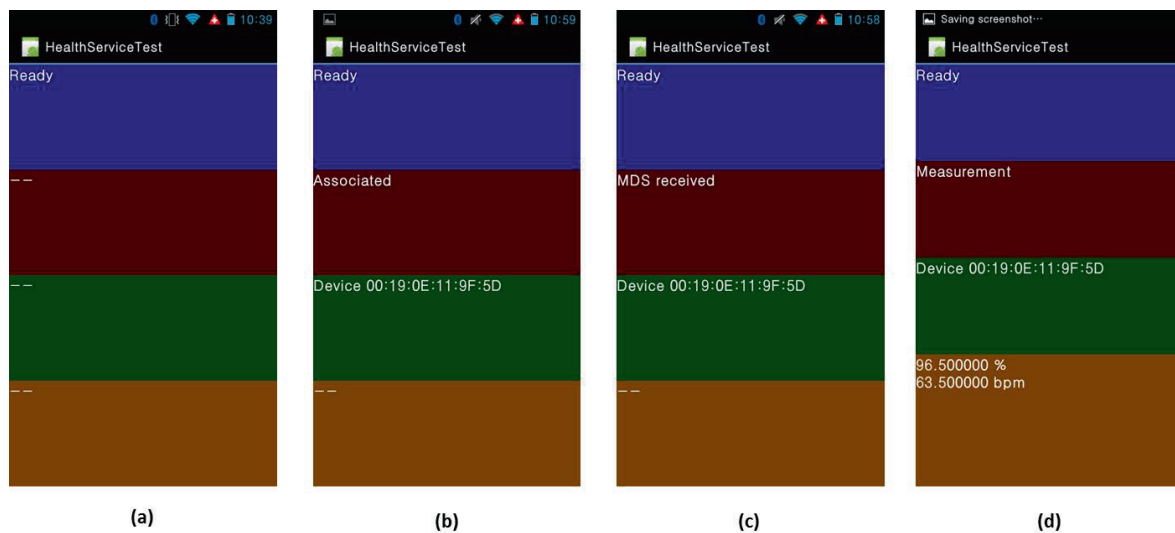 10:39
HealthServiceTest
Ready
--
--
--
(a)
10:59
HealthServiceTest
Ready
Associated
Device 00:19:0E:11:9F:5D
--
(b)
10:58
HealthServiceTest
Ready
MDS received
Device 00:19:0E:11:9F:5D
--
(c)
Saving screenshot...
HealthServiceTest
Ready
Measurement
Device 00:19:0E:11:9F:5D
96.500000 %
63.500000 bpm
(d)